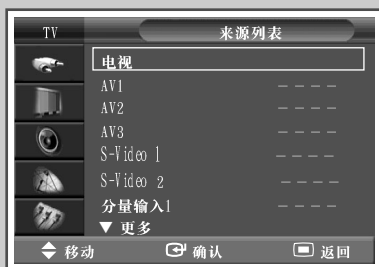 TV 来源列表
电视
AV1 － － － －
AV2 － － － －
AV3 － － － －
S-Video 1 － － － －
S-Video 2 － － － －
分量输入1 － － － －
▼ 更多
移动 确认 返回